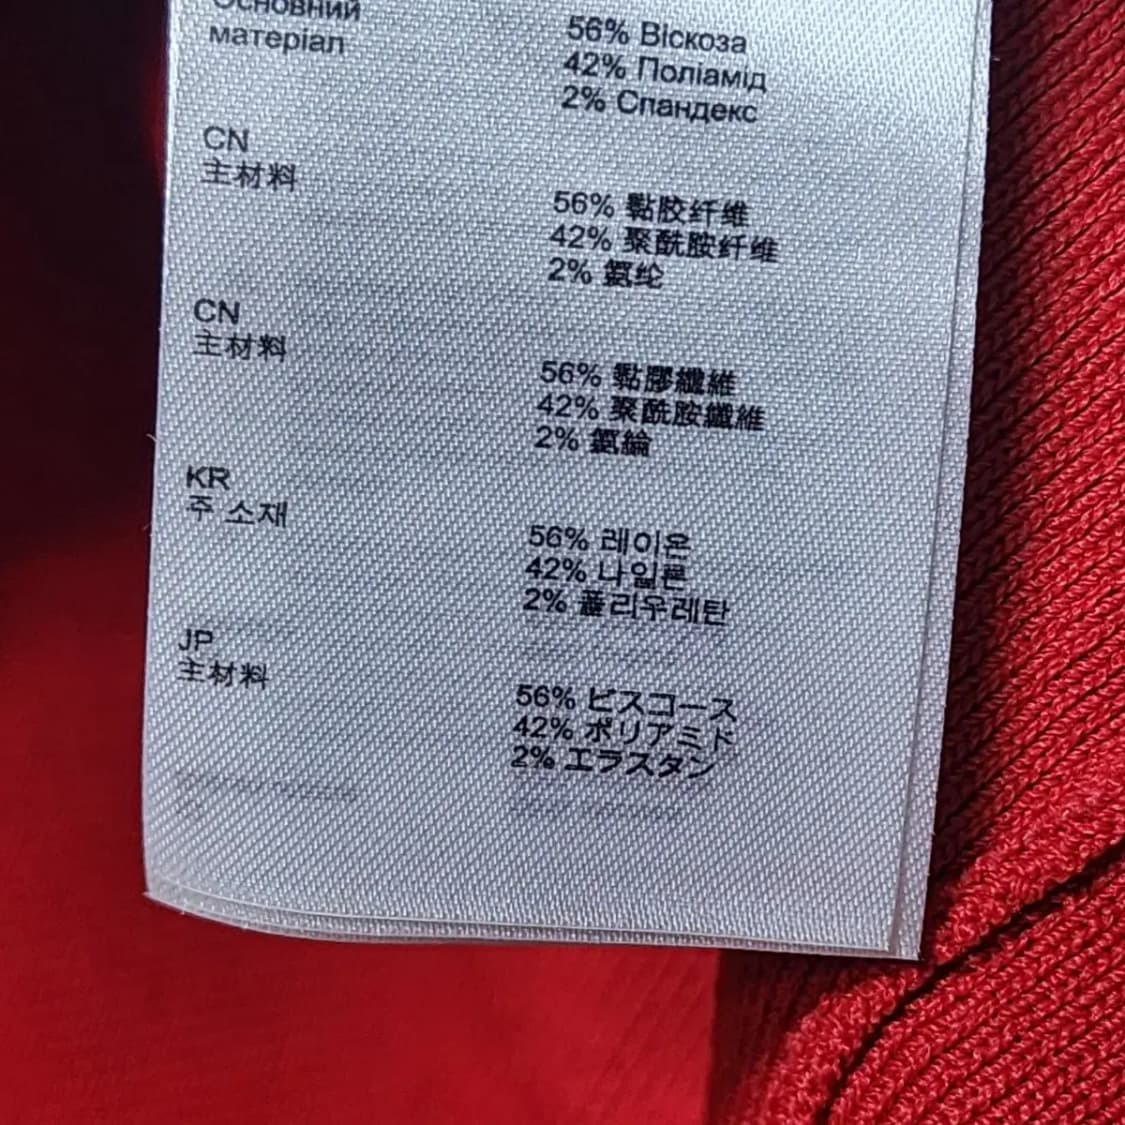 Основний
матеріал
56% Віскоза
42% Поліамід
2% Спандекс
CN
主材料
56% 黏胶纤维
42% 聚酰胺纤维
2% 氨纶
CN
主材料
56% 黏膠纖維
42% 聚酰胺纖維
2% 氨綸
KR
주 소재
56% 레이온
42% 나일론
2% 폴리우레탄
JP
主材料
56% ビスコース
42% ポリアミド
2% エラスタン